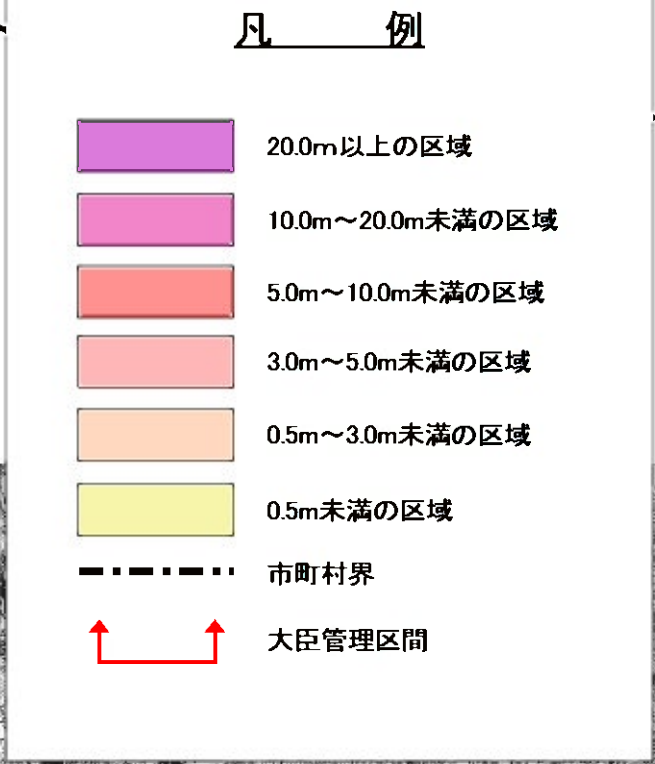 凡　例
20.0m以上の区域
10.0m～20.0m未満の区域
5.0m～10.0m未満の区域
3.0m～5.0m未満の区域
0.5m～3.0m未満の区域
0.5m未満の区域
市町村界
大臣管理区間